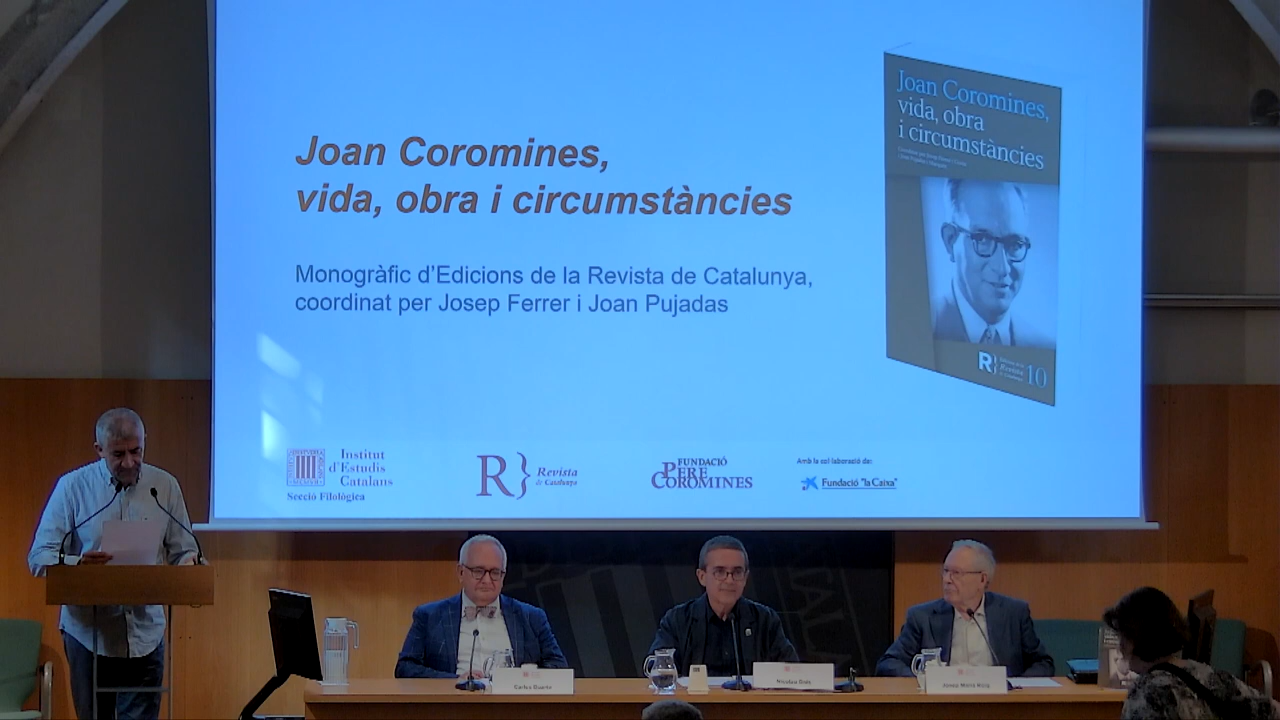 Joan Coromines,
vida, obra i circumstàncies
Monogràfic d'Edicions de la Revista de Catalunya,
coordinat per Josep Ferrer i Joan Pujadas
Joan Coromines,
vida, obra
i circumstàncies
R} 10
Institut
d'Estudis
Catalans
Secció Filològica
R}
Revista
de Catalunya
FUNDACIÓ
PERE
COROMINES
Amb la col·laboració de:
Fundació "la Caixa"
Carles Duarte
Nicolau Dols